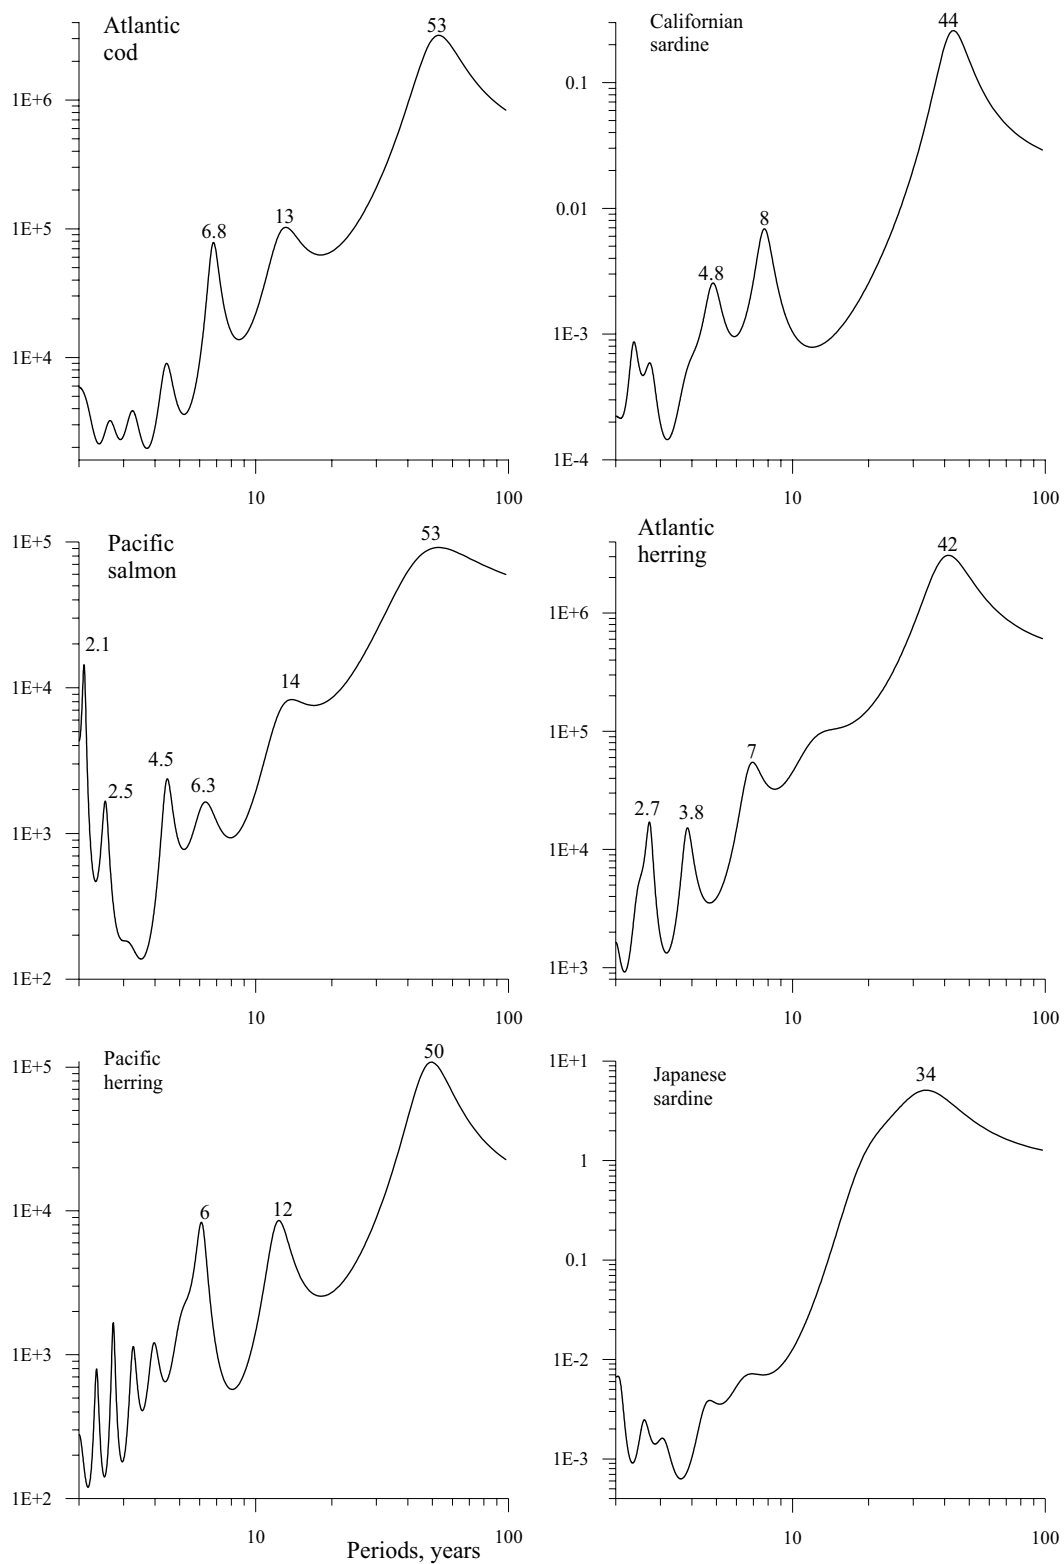 Atlantic
cod
53
13
6.8
1E+6
1E+5
1E+4
10
100
Californian
sardine
44
8
4.8
0.1
0.01
1E-3
1E-4
10
100
Pacific
salmon
53
2.1
14
4.5
6.3
2.5
1E+5
1E+4
1E+3
1E+2
10
100
Atlantic
herring
42
7
2.7
3.8
1E+6
1E+5
1E+4
1E+3
10
100
Pacific
herring
50
6
12
1E+5
1E+4
1E+3
1E+2
10
100
Japanese
sardine
34
1E+1
1
0.1
1E-2
1E-3
10
100
Periods, years